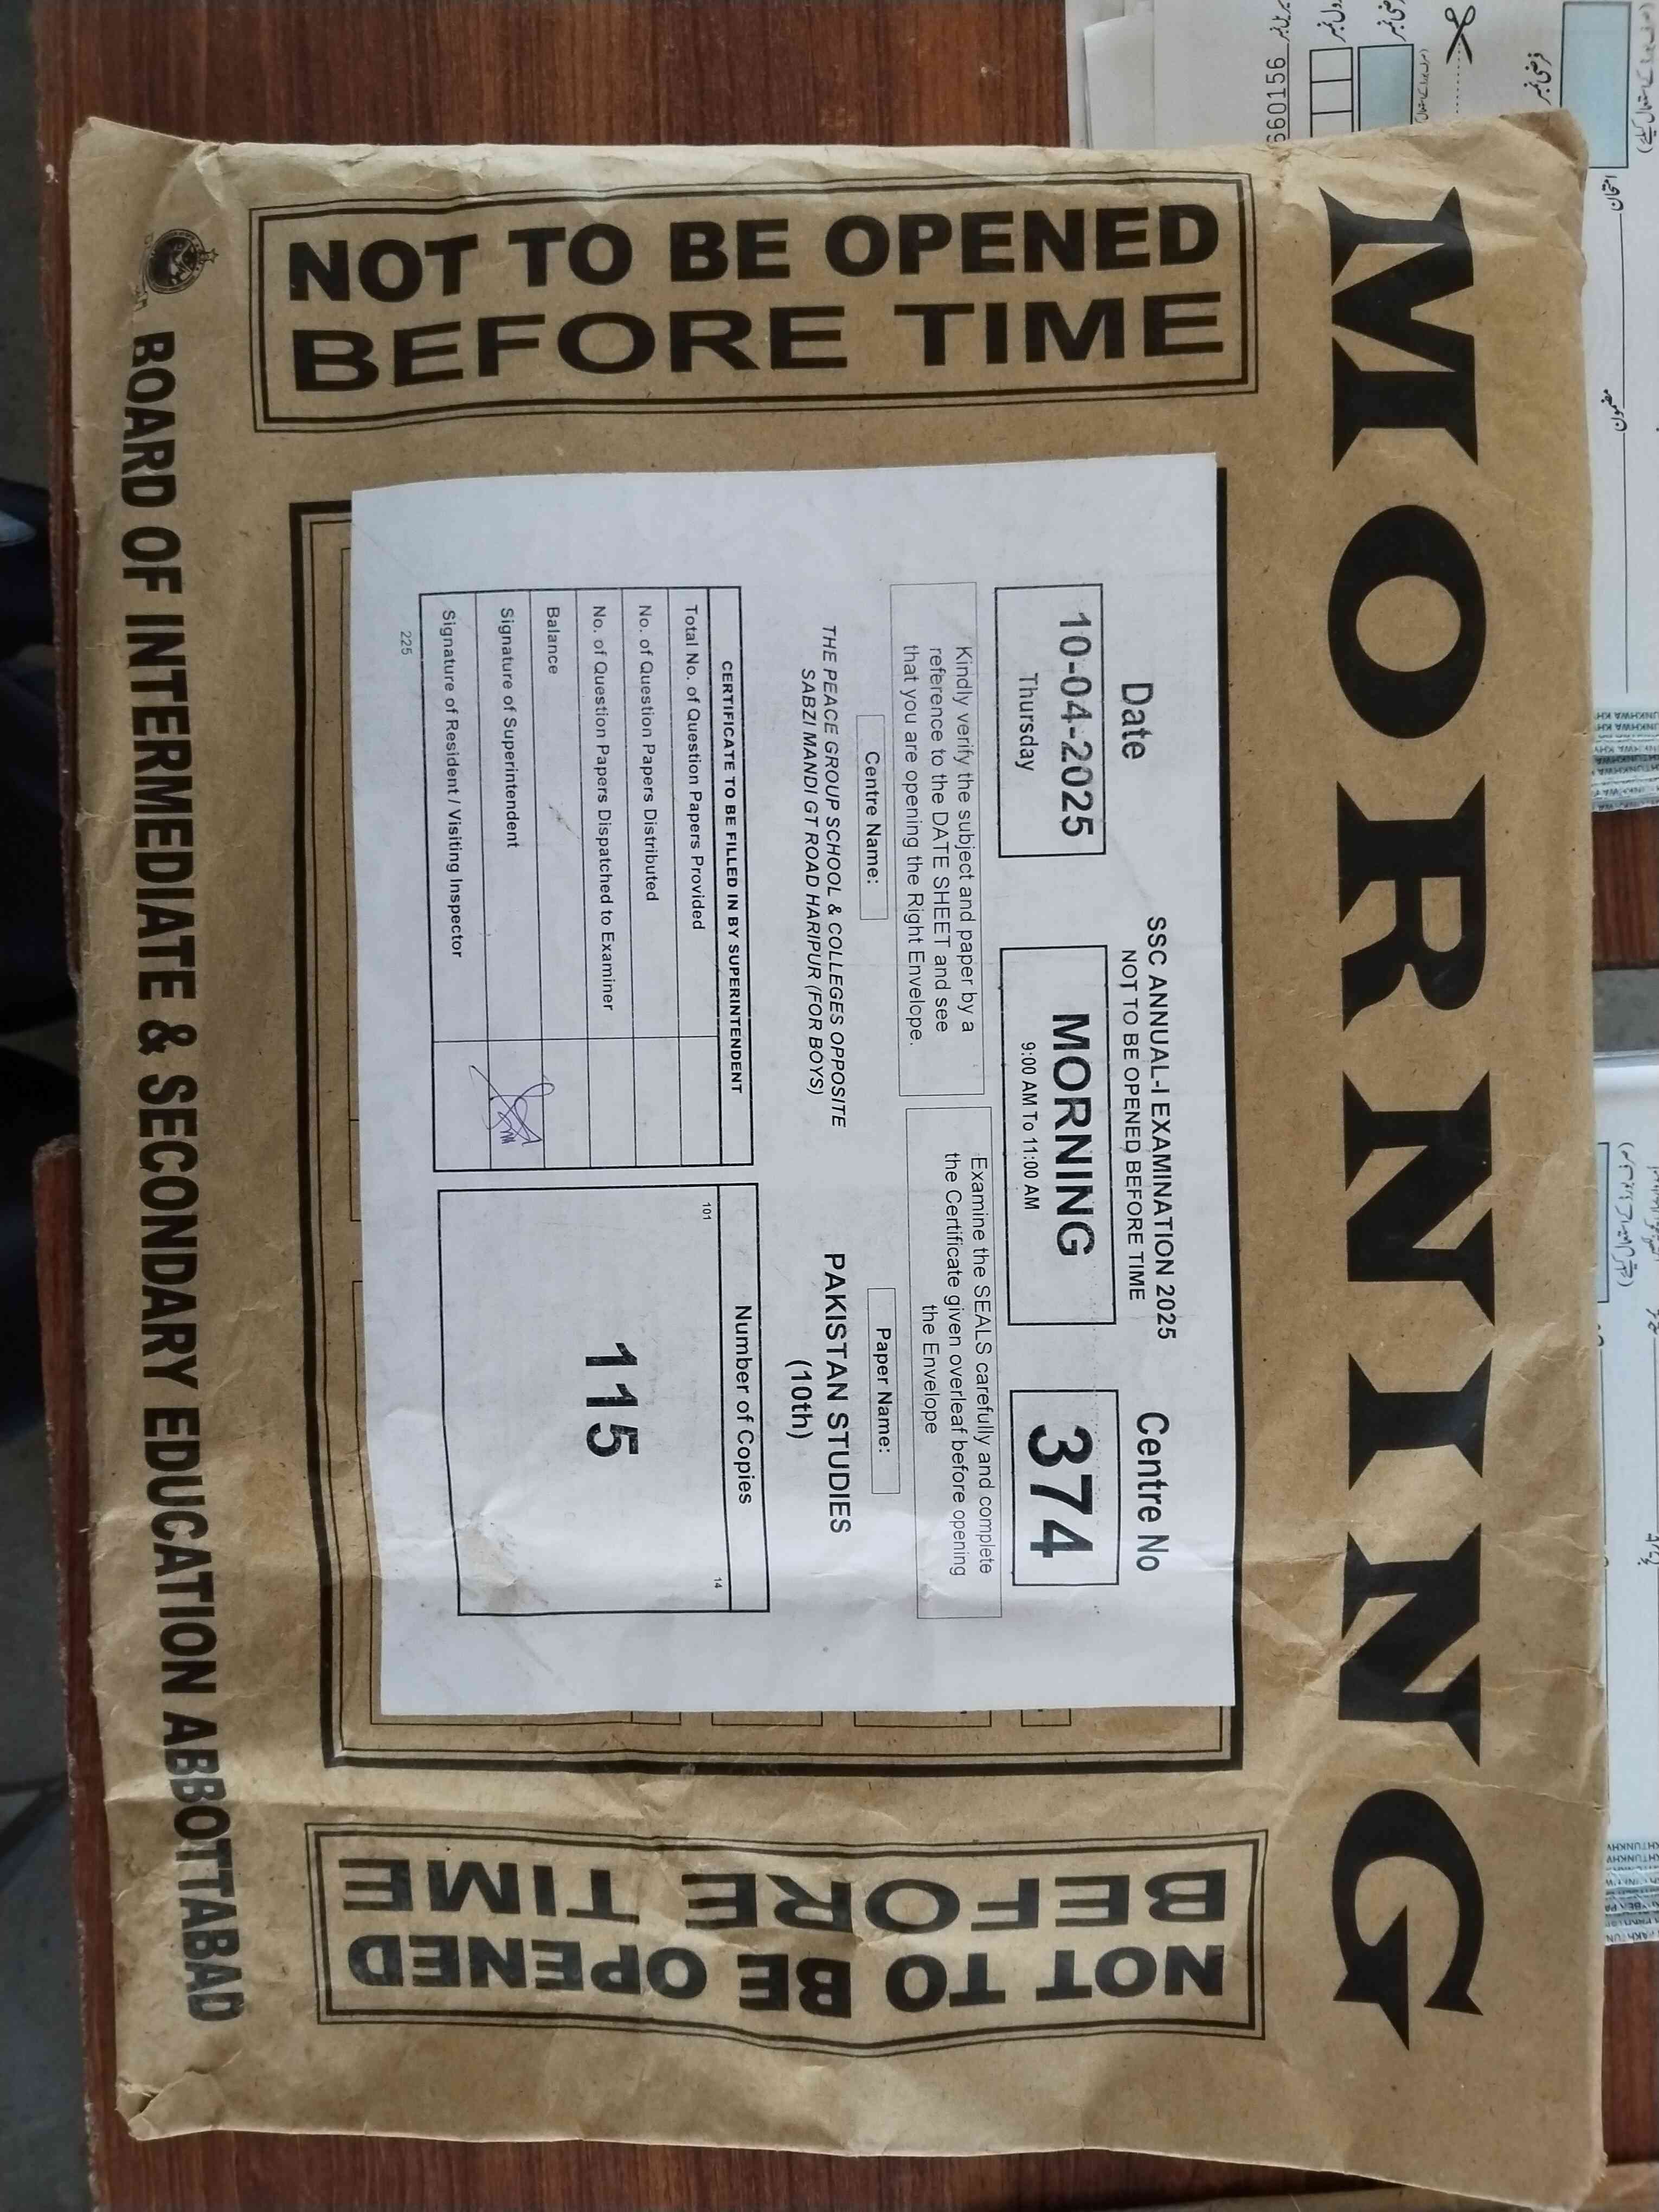 MORNING
NOT TO BE OPENED
BEFORE TIME
SSC ANNUAL-I EXAMINATION 2025
NOT TO BE OPENED BEFORE TIME
Date
10-04-2025
Thursday
MORNING
9:00 AM To 11:00 AM
Centre No
374
Kindly verify the subject and paper by a
reference to the DATE SHEET and see
that you are opening the Right Envelope.
Examine the SEALS carefully and complete
the Certificate given overleaf before opening
the Envelope
Centre Name:
THE PEACE GROUP SCHOOL & COLLEGES OPPOSITE
SABZI MANDI GT ROAD HARIPUR (FOR BOYS)
Paper Name:
PAKISTAN STUDIES
(10th)
CERTIFICATE TO BE FILLED IN BY SUPERINTENDENT
Total No. of Question Papers Provided
No. of Question Papers Distributed
No. of Question Papers Dispatched to Examiner
Balance
Signature of Superintendent
Signature of Resident / Visiting Inspector
225
Number of Copies
101
14
115
NOT TO BE OPENED
BEFORE TIME
BOARD OF INTERMEDIATE & SECONDARY EDUCATION ABBOTTABAD